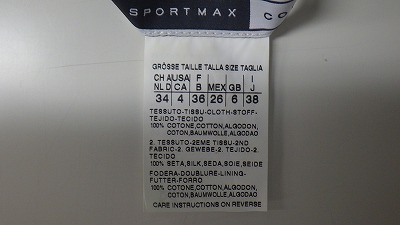 SPORTMAX CO
GRÖSSE TAILLE TALLA SIZE TAGLIA
CH AUSA F I
NL D CA B MEX GB J
34 4 36 26 6 38
TESSUTO-TISSU-CLOTH-STOFF-
TEJIDO-TECIDO
100% COTONE,COTTON,ALGODON,
COTON,BAUMWOLLE,ALGODAO
2. TESSUTO-2EME TISSU-2ND
FABRIC-2. GEWEBE-2. TEJIDO-2.
TECIDO
100% SETA,SILK,SEDA,SOIE,SEIDE
FODERA-DOUBLURE-LINING-
FUTTER-FORRO
100% COTONE,COTTON,ALGODON,
COTON,BAUMWOLLE,ALGODAO
CARE INSTRUCTIONS ON REVERSE